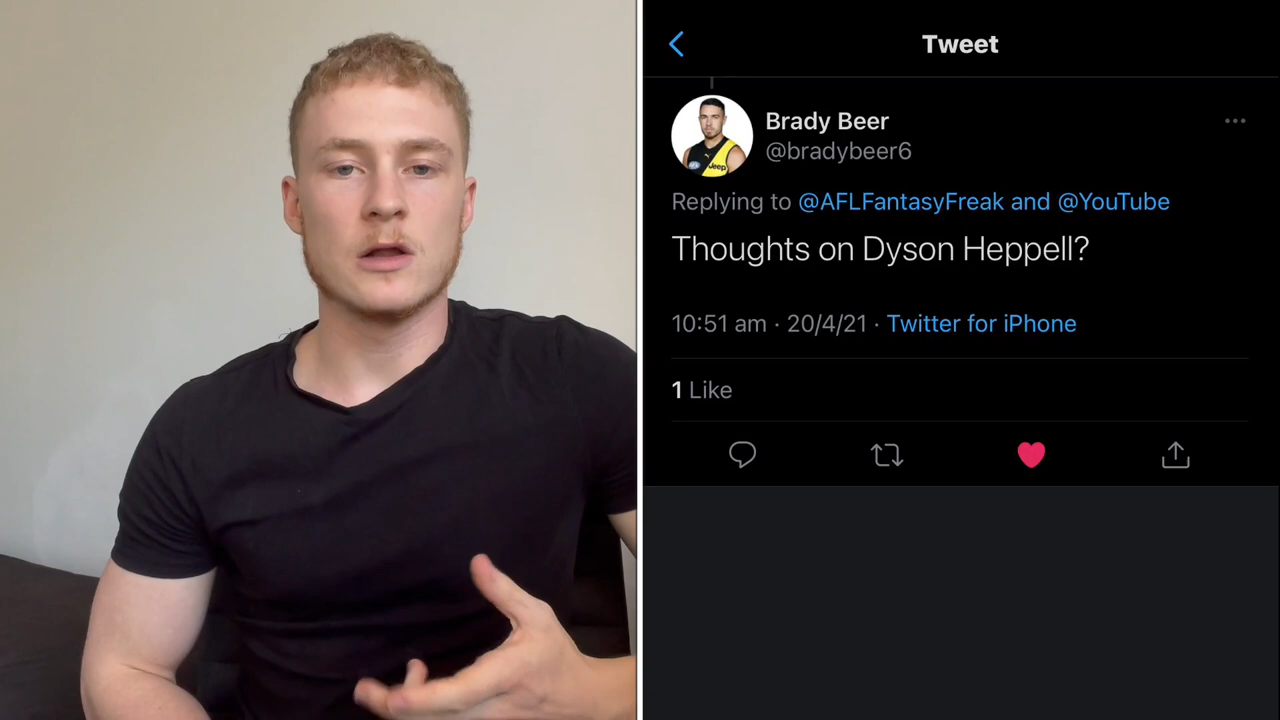 Tweet
Brady Beer
@bradybeer6
Replying to @AFLFantasyFreak and @YouTube
Thoughts on Dyson Heppell?
10:51 am · 20/4/21 · Twitter for iPhone
1 Like
Jeep